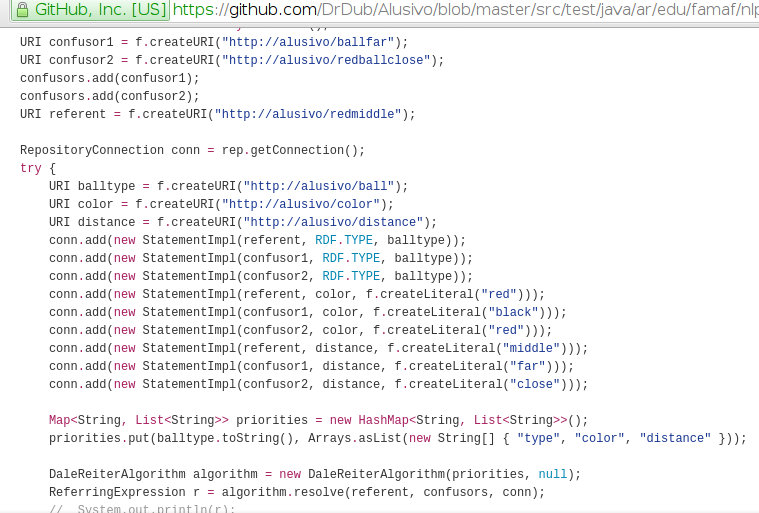 GitHub, Inc. [US] https://github.com/DrDub/Alusivo/blob/master/src/test/java/ar/edu/famaf/nlp
URI confusor1 = f.createURI("http://alusivo/ballfar");
URI confusor2 = f.createURI("http://alusivo/redballclose");
confusors.add(confusor1);
confusors.add(confusor2);
URI referent = f.createURI("http://alusivo/redmiddle");
RepositoryConnection conn = rep.getConnection();
try {
URI balltype = f.createURI("http://alusivo/ball");
URI color = f.createURI("http://alusivo/color");
URI distance = f.createURI("http://alusivo/distance");
conn.add(new StatementImpl(referent, RDF.TYPE, balltype));
conn.add(new StatementImpl(confusor1, RDF.TYPE, balltype));
conn.add(new StatementImpl(confusor2, RDF.TYPE, balltype));
conn.add(new StatementImpl(referent, color, f.createLiteral("red")));
conn.add(new StatementImpl(confusor1, color, f.createLiteral("black")));
conn.add(new StatementImpl(confusor2, color, f.createLiteral("red")));
conn.add(new StatementImpl(referent, distance, f.createLiteral("middle")));
conn.add(new StatementImpl(confusor1, distance, f.createLiteral("far")));
conn.add(new StatementImpl(confusor2, distance, f.createLiteral("close")));
Map<String, List<String>> priorities = new HashMap<String, List<String>>();
priorities.put(balltype.toString(), Arrays.asList(new String[] { "type", "color", "distance" }));
DaleReiterAlgorithm algorithm = new DaleReiterAlgorithm(priorities, null);
ReferringExpression r = algorithm.resolve(referent, confusors, conn);
// System.out.println(r);